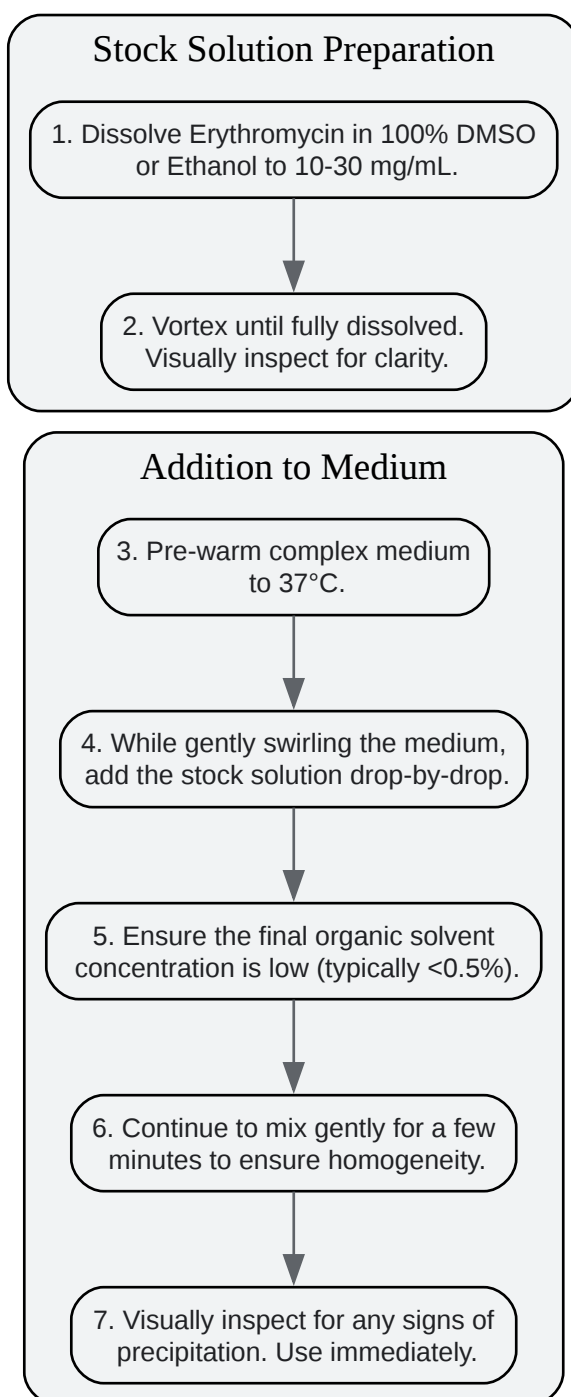 Stock Solution Preparation
1. Dissolve Erythromycin in 100% DMSO
or Ethanol to 10-30 mg/mL.
2. Vortex until fully dissolved.
Visually inspect for clarity.
Addition to Medium
3. Pre-warm complex medium
to 37°C.
4. While gently swirling the medium,
add the stock solution drop-by-drop.
5. Ensure the final organic solvent
concentration is low (typically <0.5%).
6. Continue to mix gently for a few
minutes to ensure homogeneity.
7. Visually inspect for any signs of
precipitation. Use immediately.